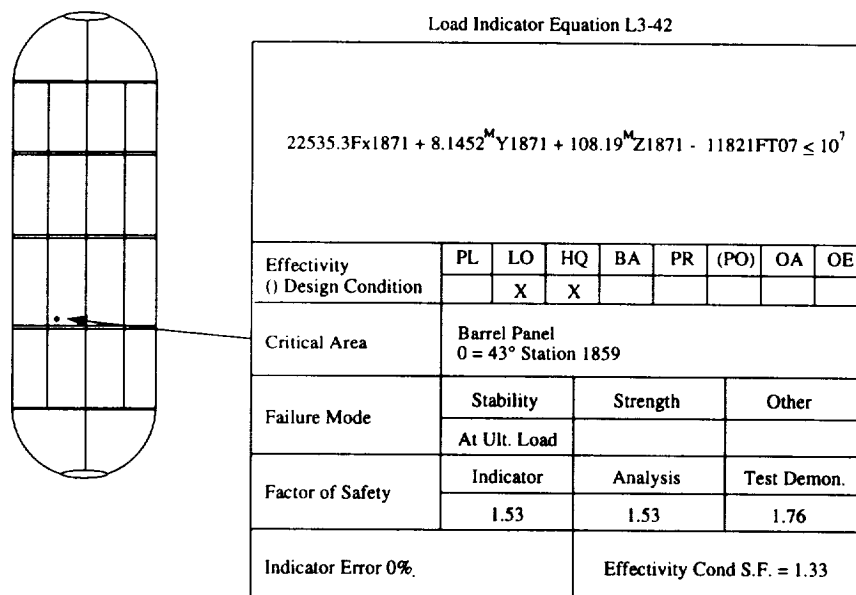 Load Indicator Equation L3-42
22535.3Fx1871 + 8.1452ᴹY1871 + 108.19ᴹZ1871 - 11821FT07 ≤ 10⁷
Effectivity
() Design Condition
PL LO HQ BA PR (PO) OA OE
X X
Critical Area
Barrel Panel
0 = 43° Station 1859
Failure Mode
Stability Strength Other
At Ult. Load
Factor of Safety
Indicator Analysis Test Demon.
1.53 1.53 1.76
Indicator Error 0%.
Effectivity Cond S.F. = 1.33